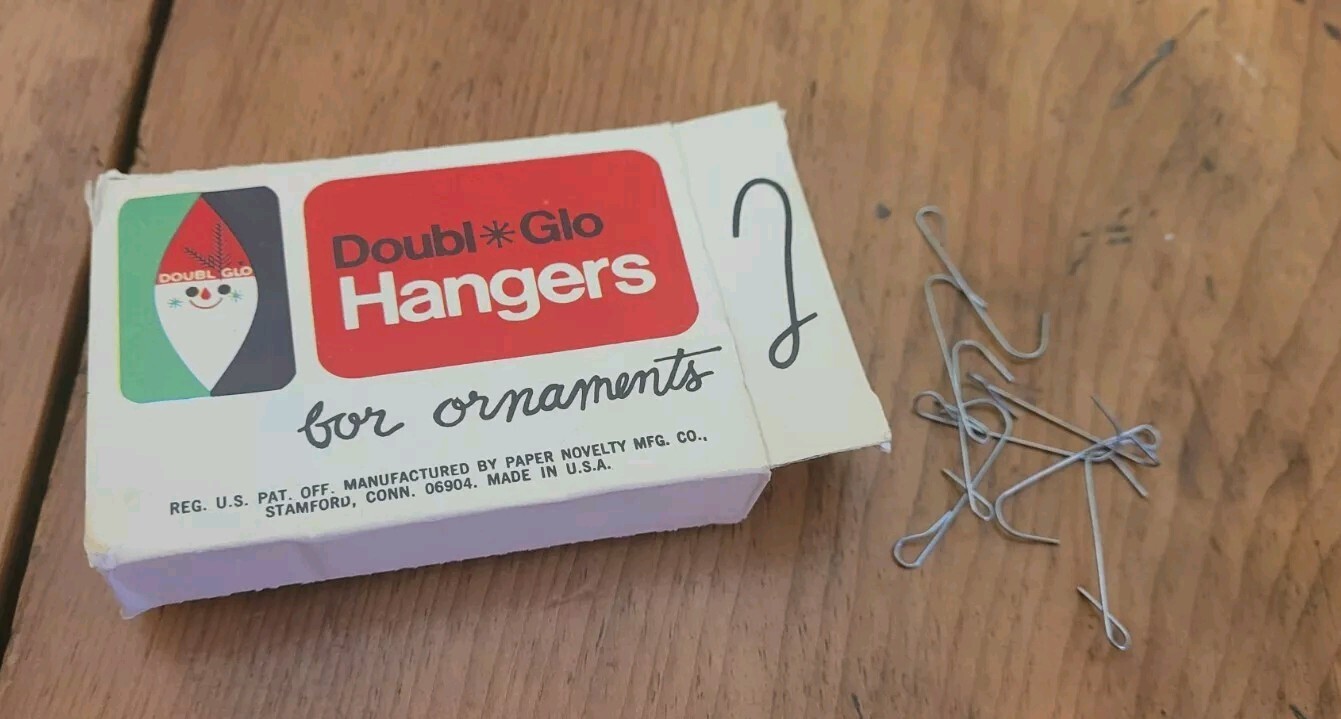 DOUBL GLO
Doubl*Glo
Hangers
for ornaments
REG. U.S. PAT. OFF. MANUFACTURED BY PAPER NOVELTY MFG. CO.,
STAMFORD, CONN. 06904. MADE IN U.S.A.